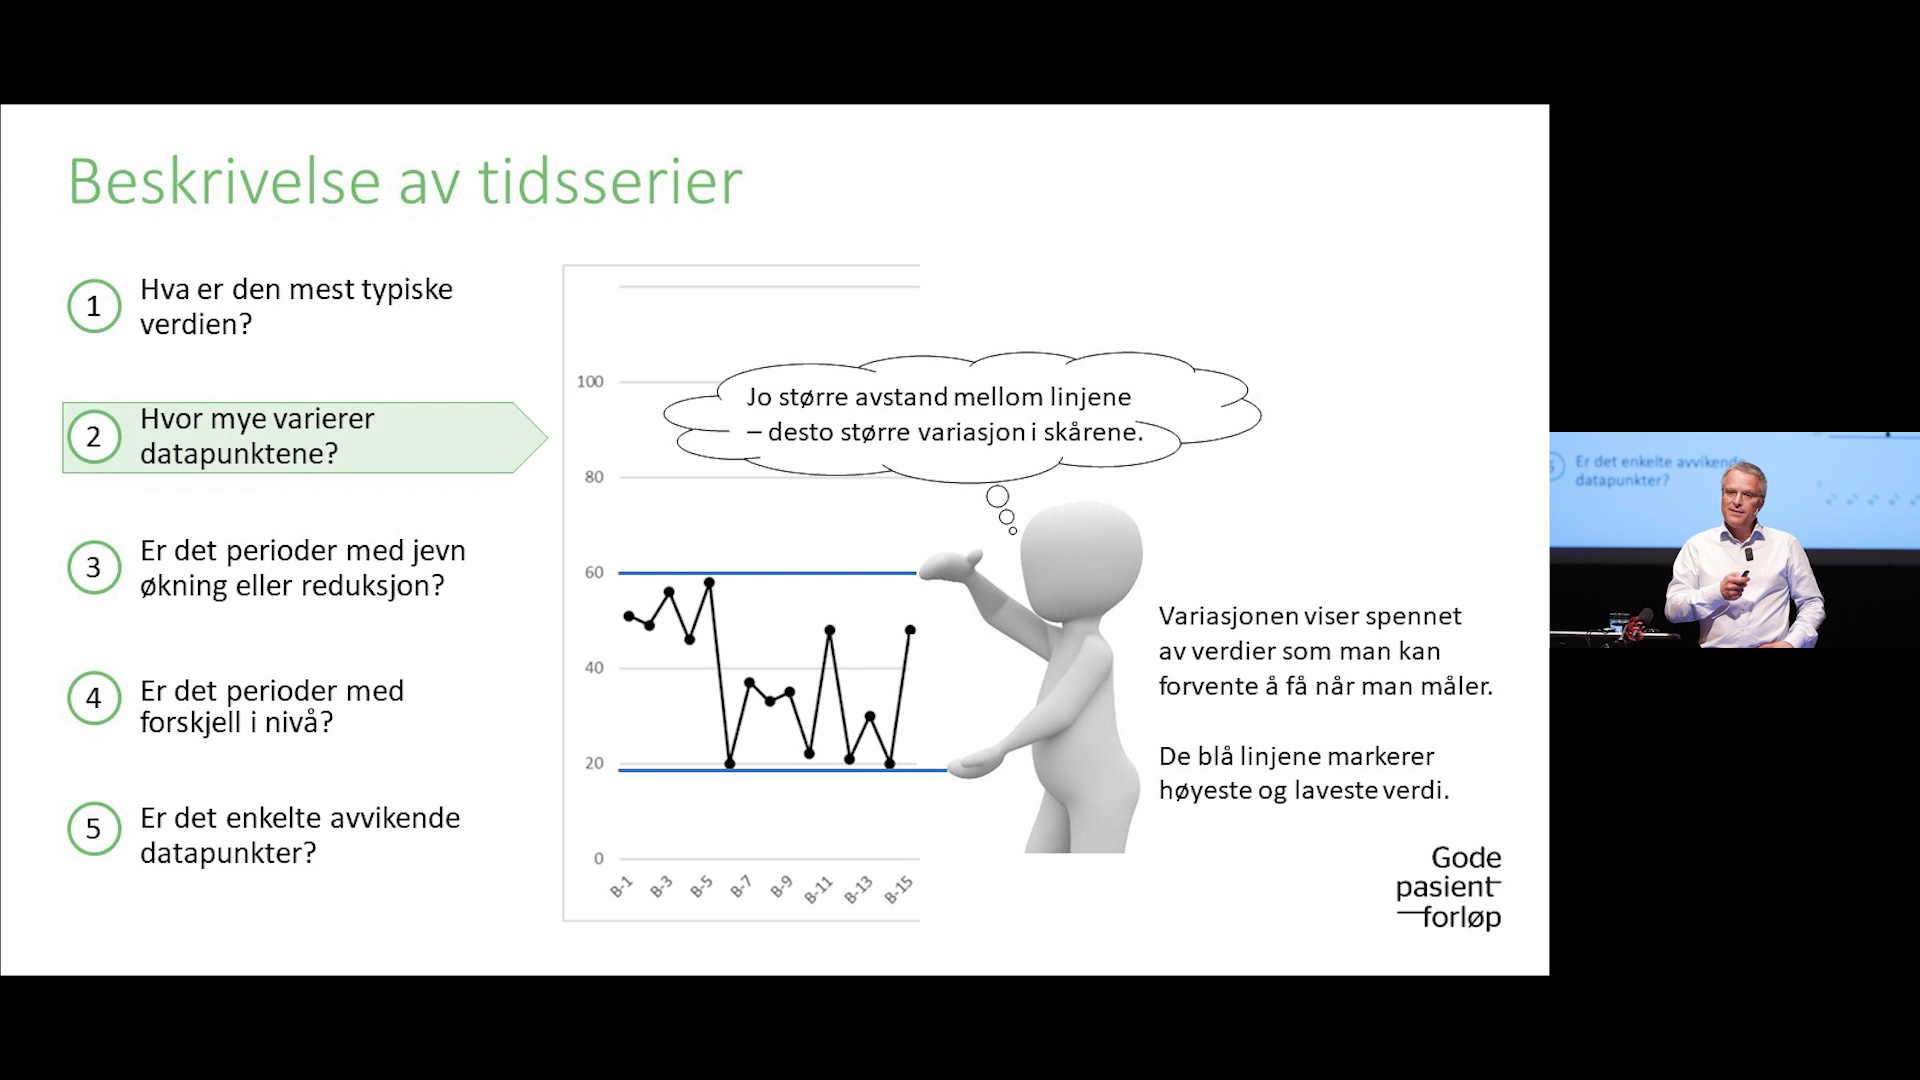 Beskrivelse av tidsserier
1
Hva er den mest typiske
verdien?
2
Hvor mye varierer
datapunktene?
3
Er det perioder med jevn
økning eller reduksjon?
4
Er det perioder med
forskjell i nivå?
5
Er det enkelte avvikende
datapunkter?
100
80
60
40
20
0
B-1
B-3
B-5
B-7
B-9
B-11
B-13
B-15
Jo større avstand mellom linjene
– desto større variasjon i skårene.
Variasjonen viser spennet
av verdier som man kan
forvente å få når man måler.
De blå linjene markerer
høyeste og laveste verdi.
Gode
pasient
forløp
5
Er det enkelte avvikende
datapunkter?